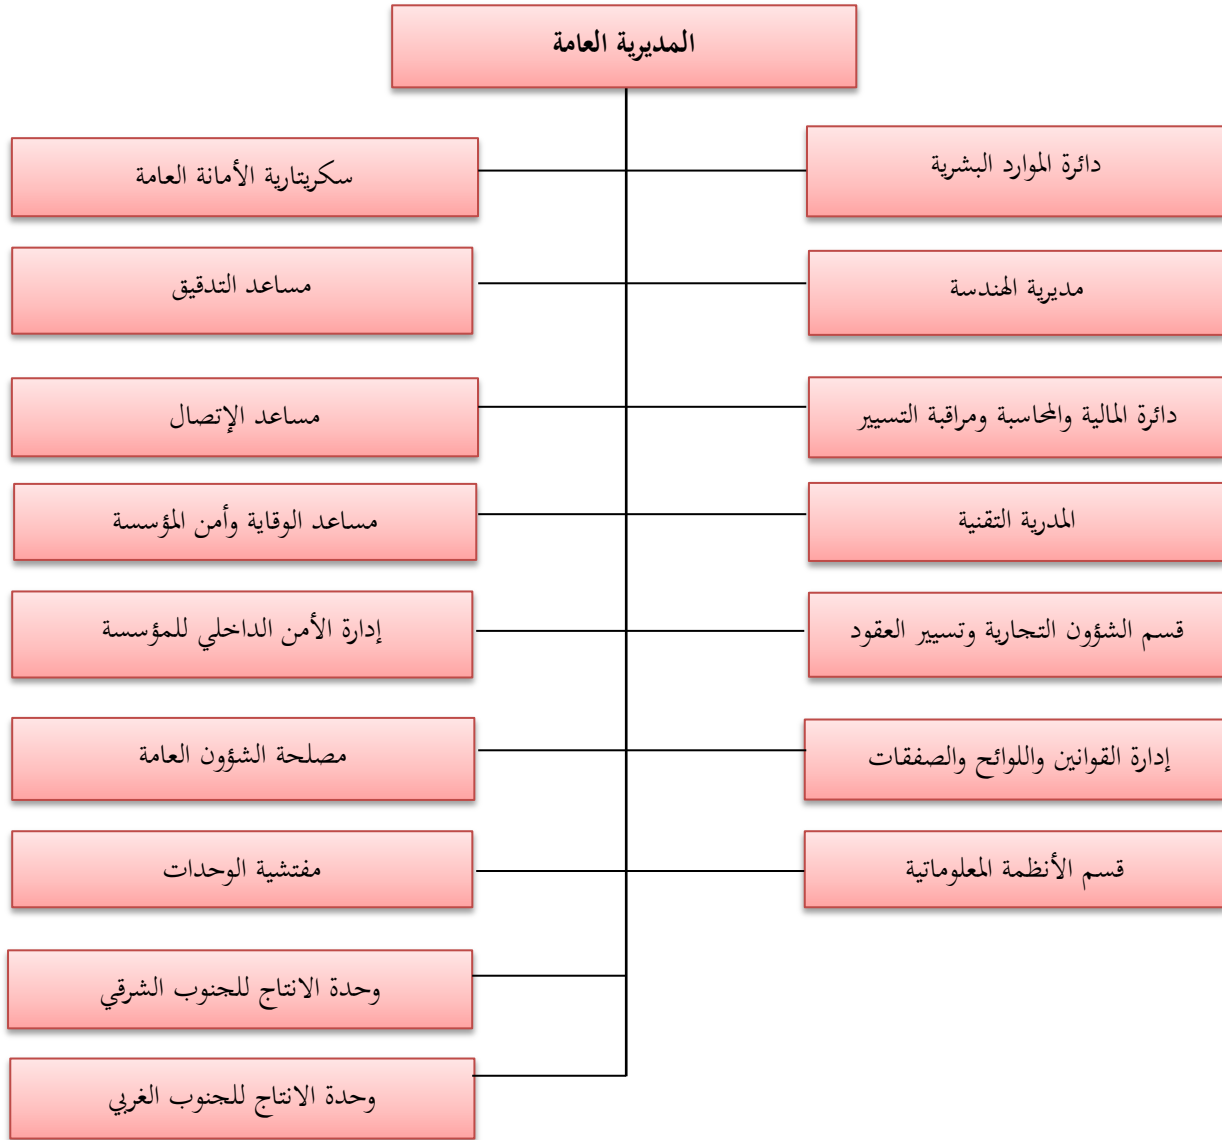 المديرية العامة
دائرة الموارد البشرية
سكريتارية الأمانة العامة
مديرية الهندسة
مساعد التدقيق
دائرة المالية والمحاسبة ومراقبة التسيير
مساعد الإتصال
المدرية التقنية
مساعد الوقاية وأمن المؤسسة
قسم الشؤون التجارية وتسيير العقود
إدارة الأمن الداخلي للمؤسسة
إدارة القوانين واللوائح والصفقات
مصلحة الشؤون العامة
قسم الأنظمة المعلوماتية
مفتشية الوحدات
وحدة الانتاج للجنوب الشرقي
وحدة الانتاج للجنوب الغربي